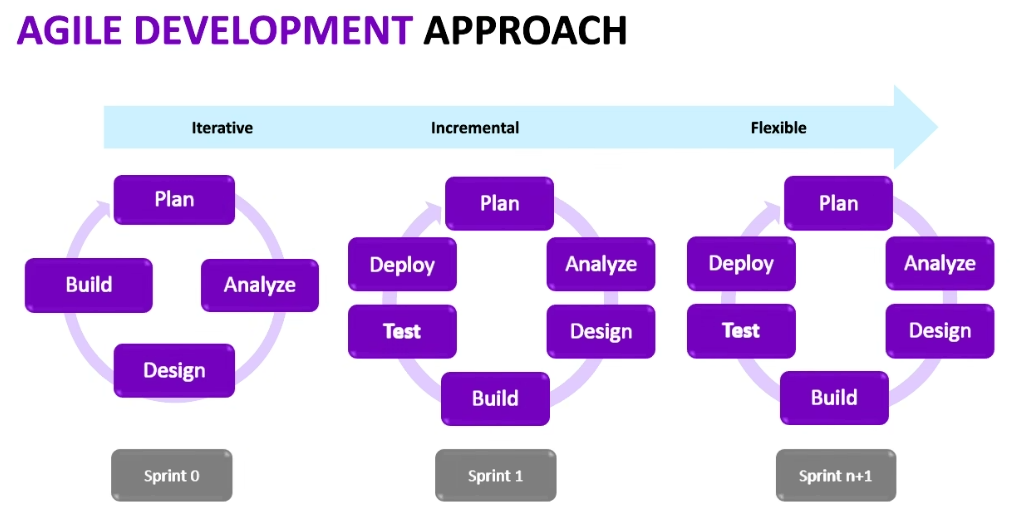 AGILE DEVELOPMENT APPROACH
Iterative
Incremental
Flexible
Plan
Analyze
Design
Build
Sprint 0
Plan
Analyze
Design
Build
Test
Deploy
Sprint 1
Plan
Analyze
Design
Build
Test
Deploy
Sprint n+1